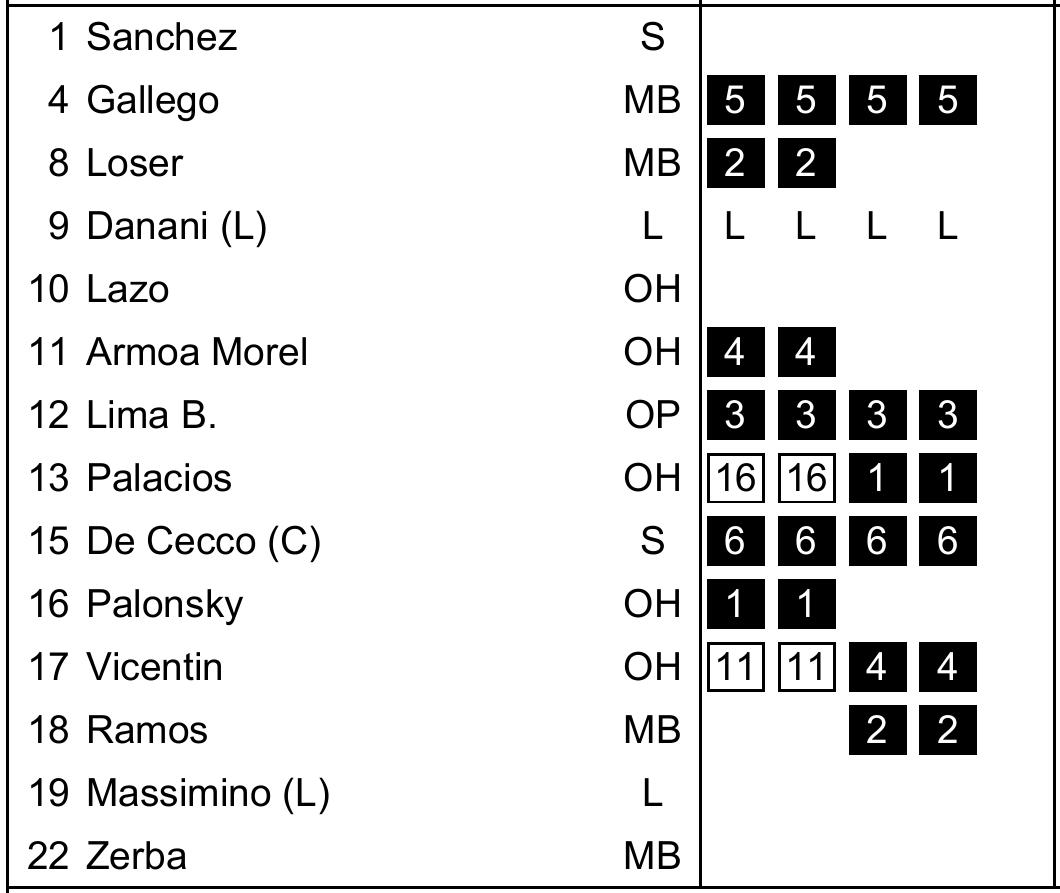 1 Sanchez S
4 Gallego MB 5 5 5 5
8 Loser MB 2 2
9 Danani (L) L L L L L
10 Lazo OH
11 Armoa Morel OH 4 4
12 Lima B. OP 3 3 3 3
13 Palacios OH 16 16 1 1
15 De Cecco (C) S 6 6 6 6
16 Palonsky OH 1 1
17 Vicentin OH 11 11 4 4
18 Ramos MB 2 2
19 Massimino (L) L
22 Zerba MB